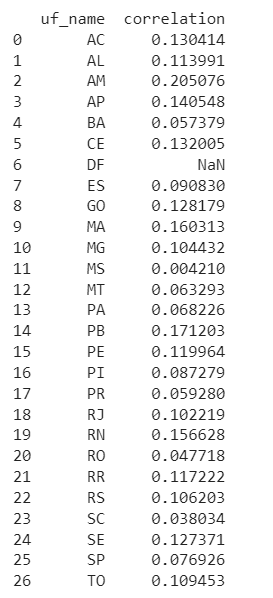 uf_name correlation
0 AC 0.130414
1 AL 0.113991
2 AM 0.205076
3 AP 0.140548
4 BA 0.057379
5 CE 0.132005
6 DF NaN
7 ES 0.090830
8 GO 0.128179
9 MA 0.160313
10 MG 0.104432
11 MS 0.004210
12 MT 0.063293
13 PA 0.068226
14 PB 0.171203
15 PE 0.119964
16 PI 0.087279
17 PR 0.059280
18 RJ 0.102219
19 RN 0.156628
20 RO 0.047718
21 RR 0.117222
22 RS 0.106203
23 SC 0.038034
24 SE 0.127371
25 SP 0.076926
26 TO 0.109453